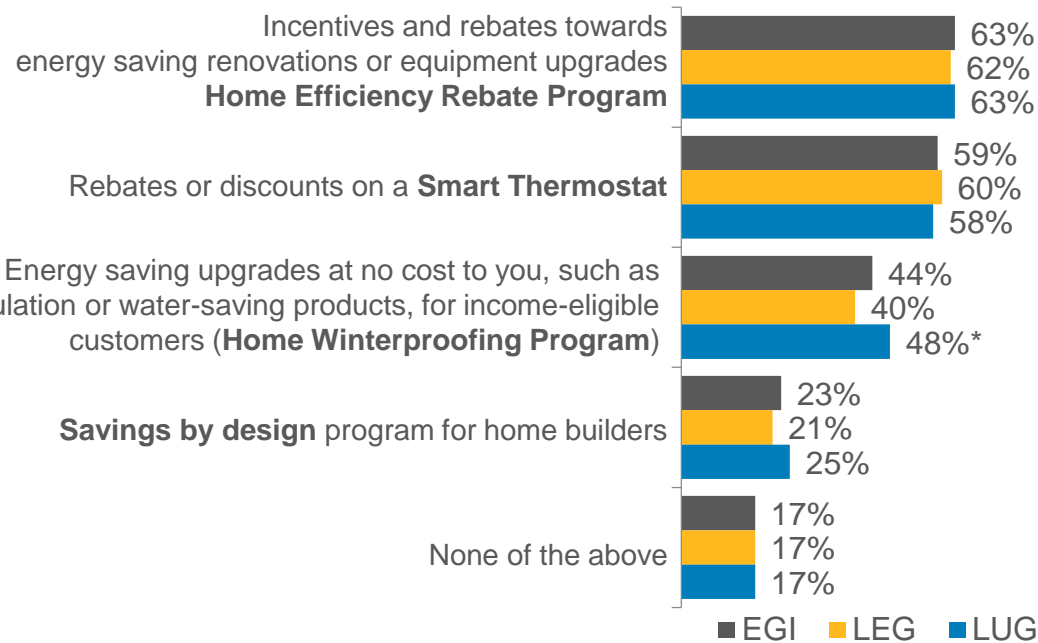 Incentives and rebates towards
energy saving renovations or equipment upgrades
Home Efficiency Rebate Program
63%
62%
63%
Rebates or discounts on a Smart Thermostat
59%
60%
58%
Energy saving upgrades at no cost to you, such as
ulation or water-saving products, for income-eligible
customers (Home Winterproofing Program)
44%
40%
48%*
Savings by design program for home builders
23%
21%
25%
None of the above
17%
17%
17%
EGI LEG LUG